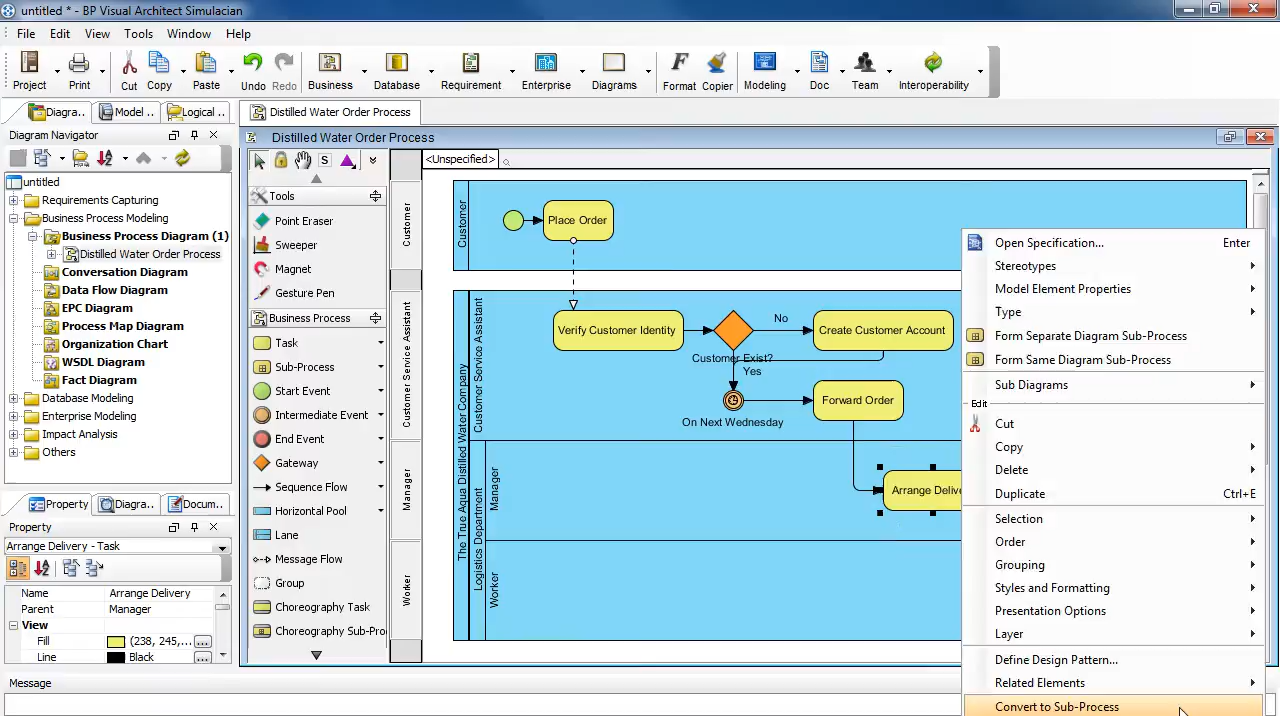 untitled * - BP Visual Architect Simulacian
File Edit View Tools Window Help
Project Print Cut Copy Paste Undo Redo Business Database Requirement Enterprise Diagrams Format Copier Modeling Doc Team Interoperability
Diagra.. Model .. Logical ..
Distilled Water Order Process
Diagram Navigator
untitled
Requirements Capturing
Business Process Modeling
Business Process Diagram (1)
Distilled Water Order Process
Conversation Diagram
Data Flow Diagram
EPC Diagram
Process Map Diagram
Organization Chart
WSDL Diagram
Fact Diagram
Database Modeling
Enterprise Modeling
Impact Analysis
Others
Property Diagra.. Docum..
Property
Arrange Delivery - Task
Name Arrange Delivery
Parent Manager
View
Fill (238, 245,... ...
Line Black ...
Message
Distilled Water Order Process
S
Tools
Point Eraser
Sweeper
Magnet
Gesture Pen
Business Process
Task
Sub-Process
Start Event
Intermediate Event
End Event
Gateway
Sequence Flow
Horizontal Pool
Lane
Message Flow
Group
Choreography Task
Choreography Sub-Pro
<Unspecified>
Customer
Customer Service Assistant
Manager
Worker
Customer
Place Order
The True Aqua Distilled Water Company
Customer Service Assistant
Verify Customer Identity
No
Create Customer Account
Customer Exist?
Yes
Forward Order
On Next Wednesday
Logistics Department
Manager
Arrange Delive
Worker
Open Specification... Enter
Stereotypes
Model Element Properties
Type
Form Separate Diagram Sub-Process
Form Same Diagram Sub-Process
Sub Diagrams
Edit
Cut
Copy
Delete
Duplicate Ctrl+E
Selection
Order
Grouping
Styles and Formatting
Presentation Options
Layer
Define Design Pattern...
Related Elements
Convert to Sub-Process